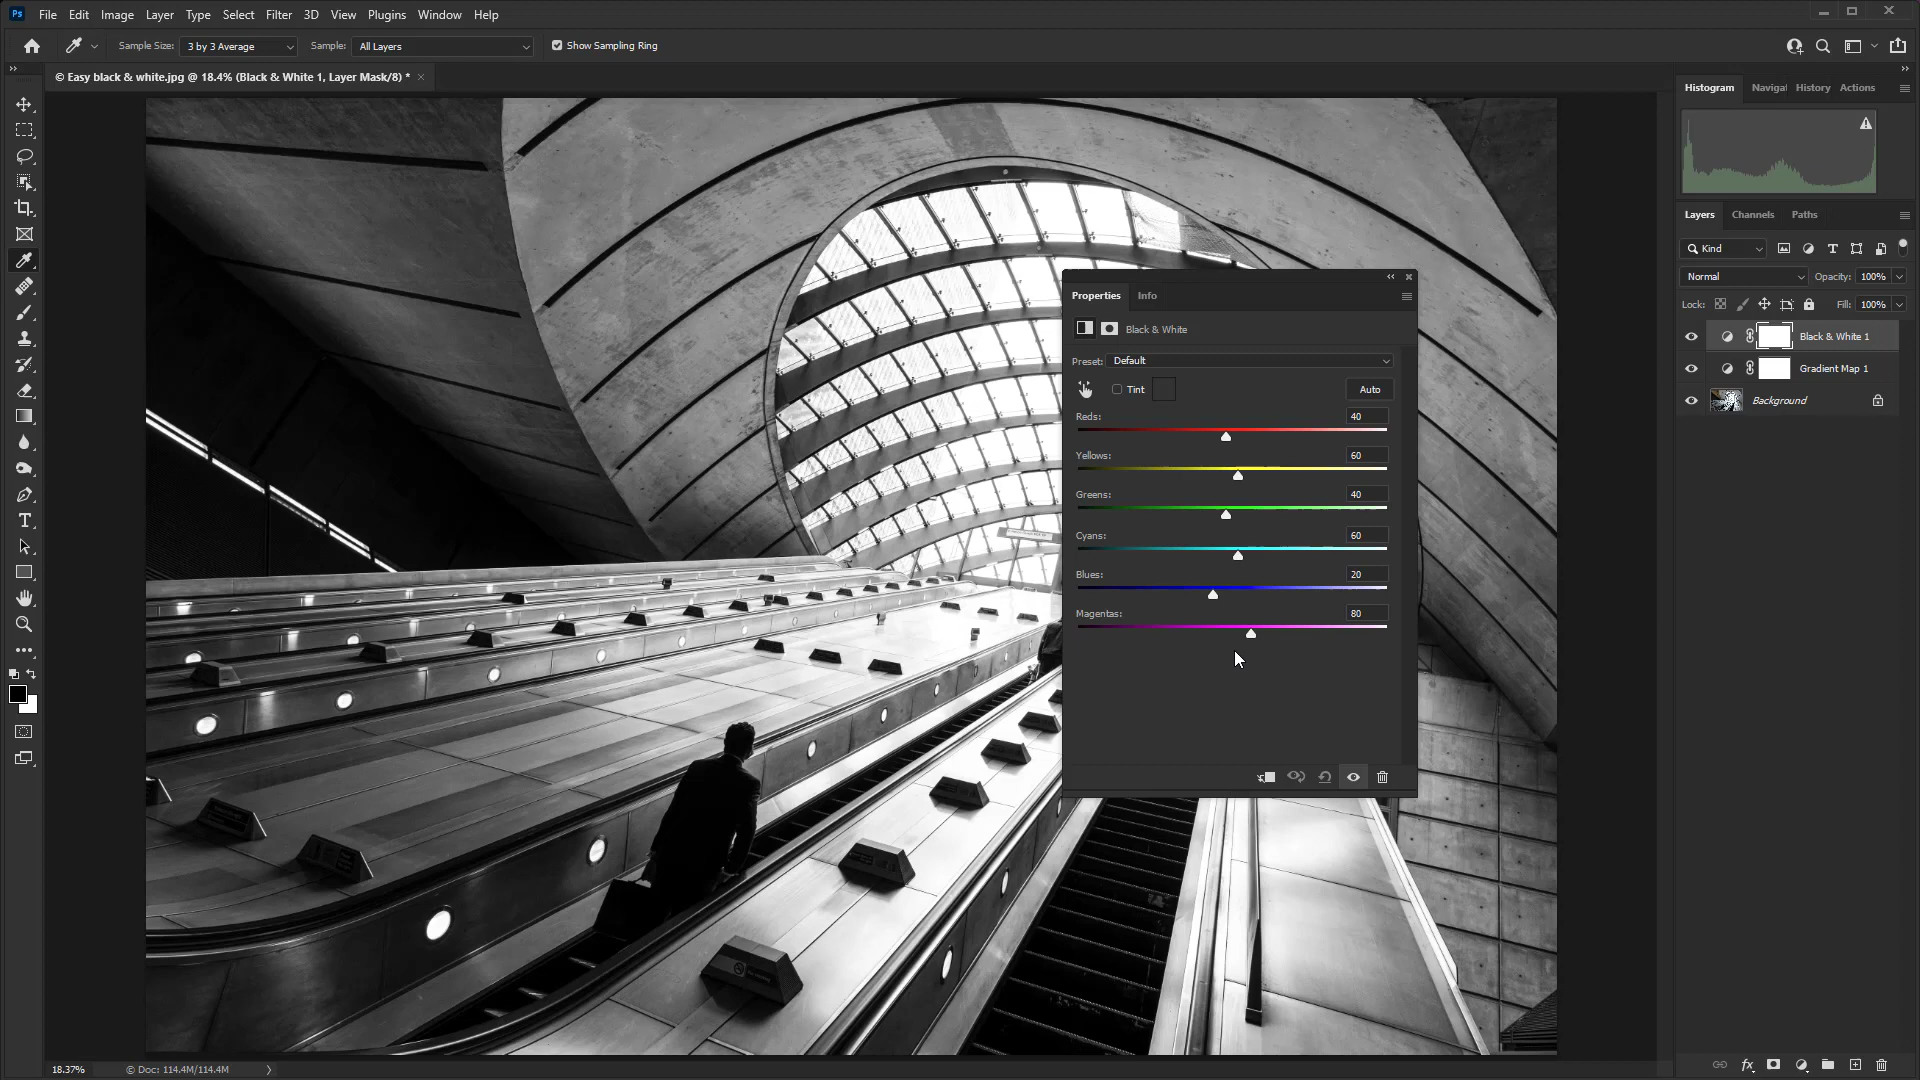 Ps File Edit Image Layer Type Select Filter 3D View Plugins Window Help
Sample Size: 3 by 3 Average Sample: All Layers Show Sampling Ring
© Easy black & white.jpg @ 18.4% (Black & White 1, Layer Mask/8) *
Histogram Navigat History Actions
Layers Channels Paths
Kind
Normal Opacity: 100%
Lock: Fill: 100%
Black & White 1
Gradient Map 1
Background
Properties Info
Black & White
Preset: Default
Tint Auto
Reds: 40
Yellows: 60
Greens: 40
Cyans: 60
Blues: 20
Magentas: 80
18.37% © Doc: 114.4M/114.4M